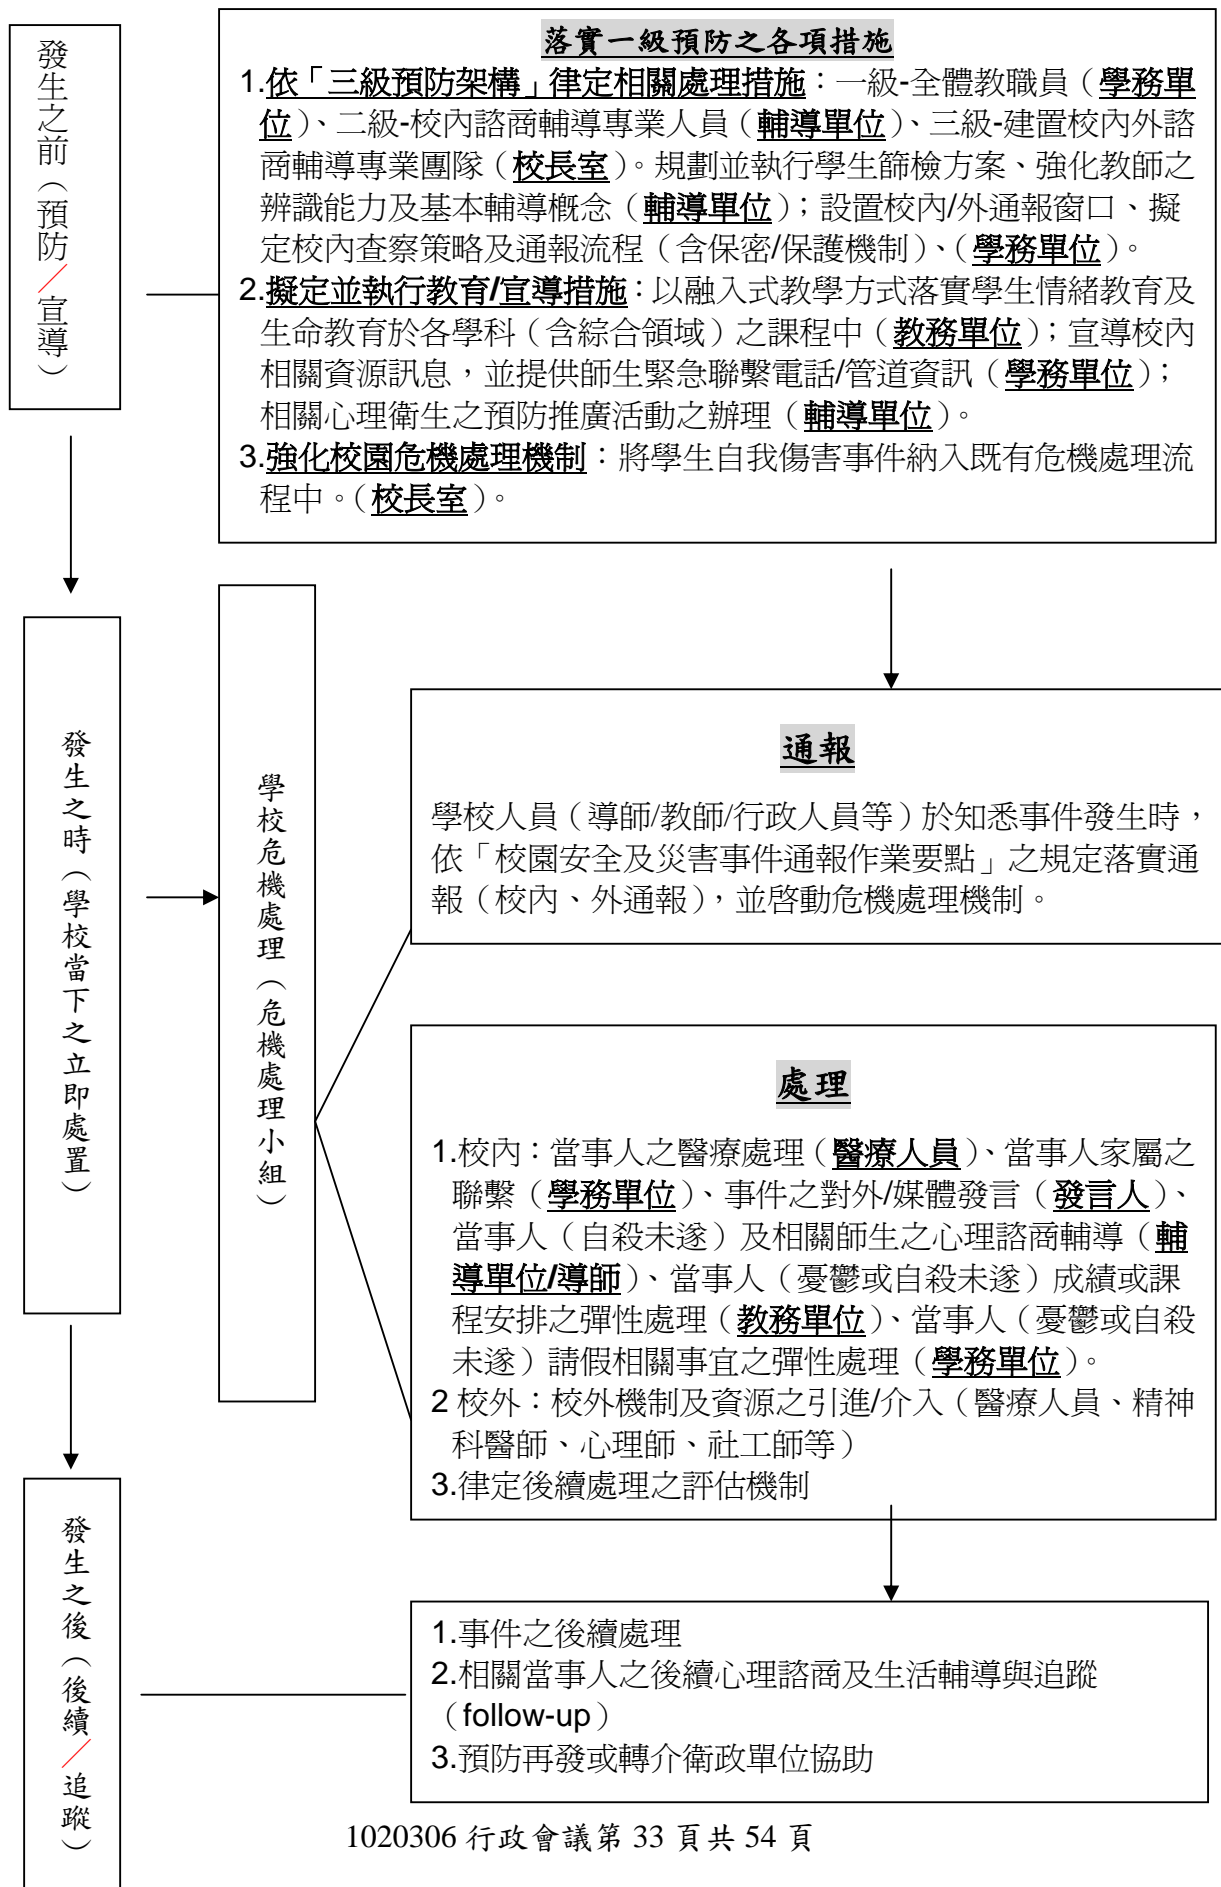 發生之前（預防／宣導）
落實一級預防之各項措施
1.依「三級預防架構」律定相關處理措施：一級-全體教職員（學務單
位）、二級-校內諮商輔導專業人員（輔導單位）、三級-建置校內外諮
商輔導專業團隊（校長室）。規劃並執行學生篩檢方案、強化教師之
辨識能力及基本輔導概念（輔導單位）；設置校內/外通報窗口、擬
定校內查察策略及通報流程（含保密/保護機制）、（學務單位）。
2.擬定並執行教育/宣導措施：以融入式教學方式落實學生情緒教育及
生命教育於各學科（含綜合領域）之課程中（教務單位）；宣導校內
相關資源訊息，並提供師生緊急聯繫電話/管道資訊（學務單位）；
相關心理衛生之預防推廣活動之辦理（輔導單位）。
3.強化校園危機處理機制：將學生自我傷害事件納入既有危機處理流
程中。（校長室）。
發生之時（學校當下之立即處置）
學校危機處理（危機處理小組）
通報
學校人員（導師/教師/行政人員等）於知悉事件發生時，
依「校園安全及災害事件通報作業要點」之規定落實通
報（校內、外通報），並啓動危機處理機制。
處理
1.校內：當事人之醫療處理（醫療人員）、當事人家屬之
聯繫（學務單位）、事件之對外/媒體發言（發言人）、
當事人（自殺未遂）及相關師生之心理諮商輔導（輔
導單位/導師）、當事人（憂鬱或自殺未遂）成績或課
程安排之彈性處理（教務單位）、當事人（憂鬱或自殺
未遂）請假相關事宜之彈性處理（學務單位）。
2 校外：校外機制及資源之引進/介入（醫療人員、精神
科醫師、心理師、社工師等）
3.律定後續處理之評估機制
發生之後（後續／追蹤）
1.事件之後續處理
2.相關當事人之後續心理諮商及生活輔導與追蹤
（follow-up）
3.預防再發或轉介衛政單位協助
1020306 行政會議第 33 頁共 54 頁